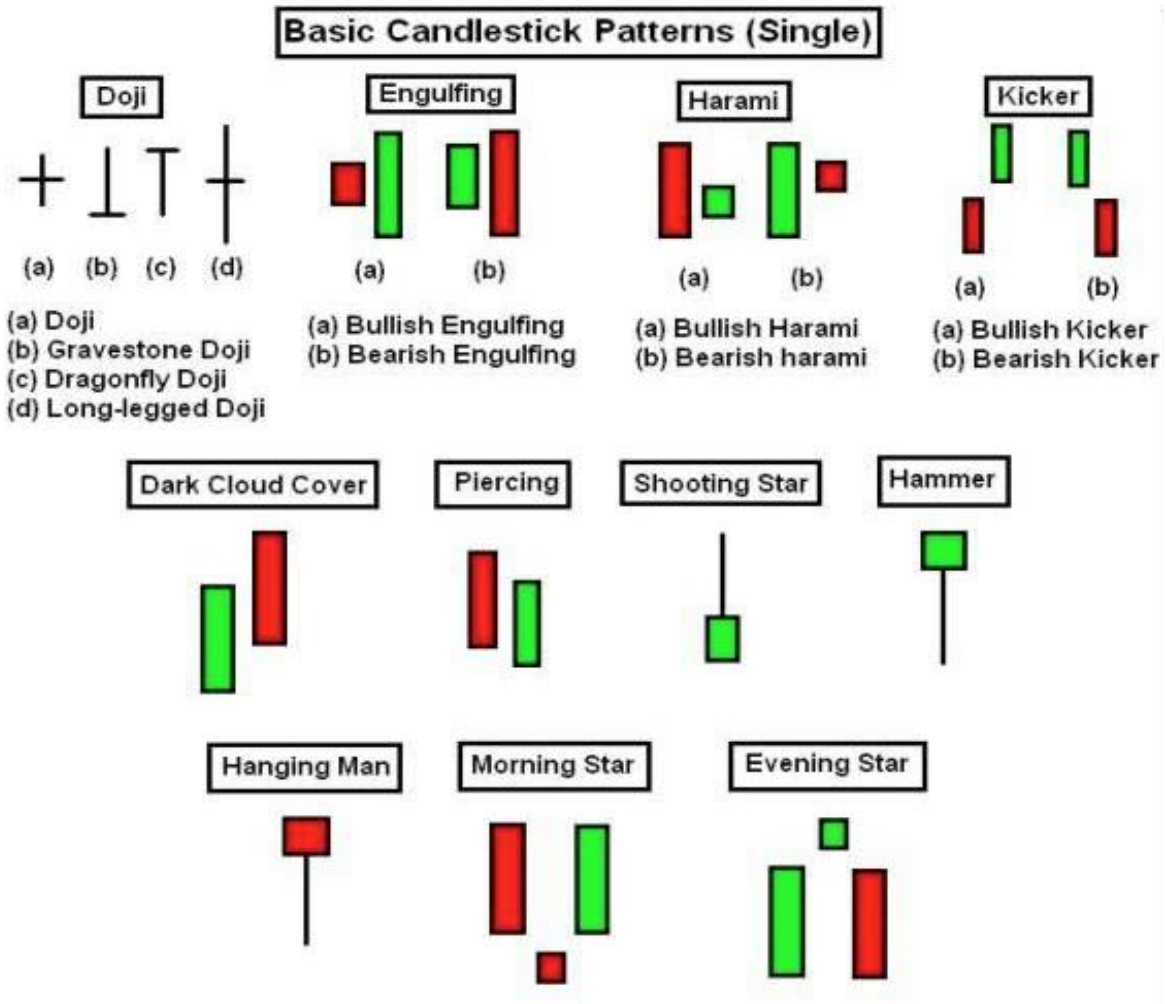 Basic Candlestick Patterns (Single)
Doji
Engulfing
Harami
Kicker
(a) (b) (c) (d)
(a) (b)
(a) (b)
(a) (b)
(a) Doji
(b) Gravestone Doji
(c) Dragonfly Doji
(d) Long-legged Doji
(a) Bullish Engulfing
(b) Bearish Engulfing
(a) Bullish Harami
(b) Bearish harami
(a) Bullish Kicker
(b) Bearish Kicker
Dark Cloud Cover
Piercing
Shooting Star
Hammer
Hanging Man
Morning Star
Evening Star